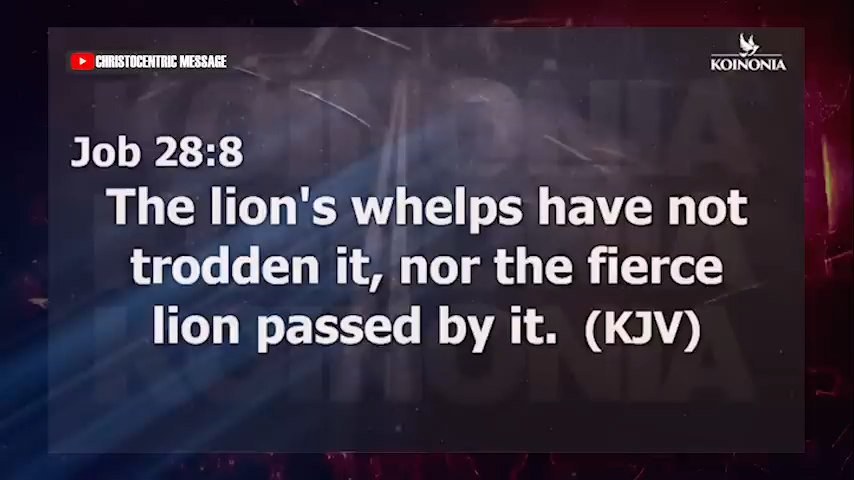 CHRISTOCENTRIC MESSAGE
KOINONIA
Job 28:8
The lion's whelps have not
trodden it, nor the fierce
lion passed by it. (KJV)